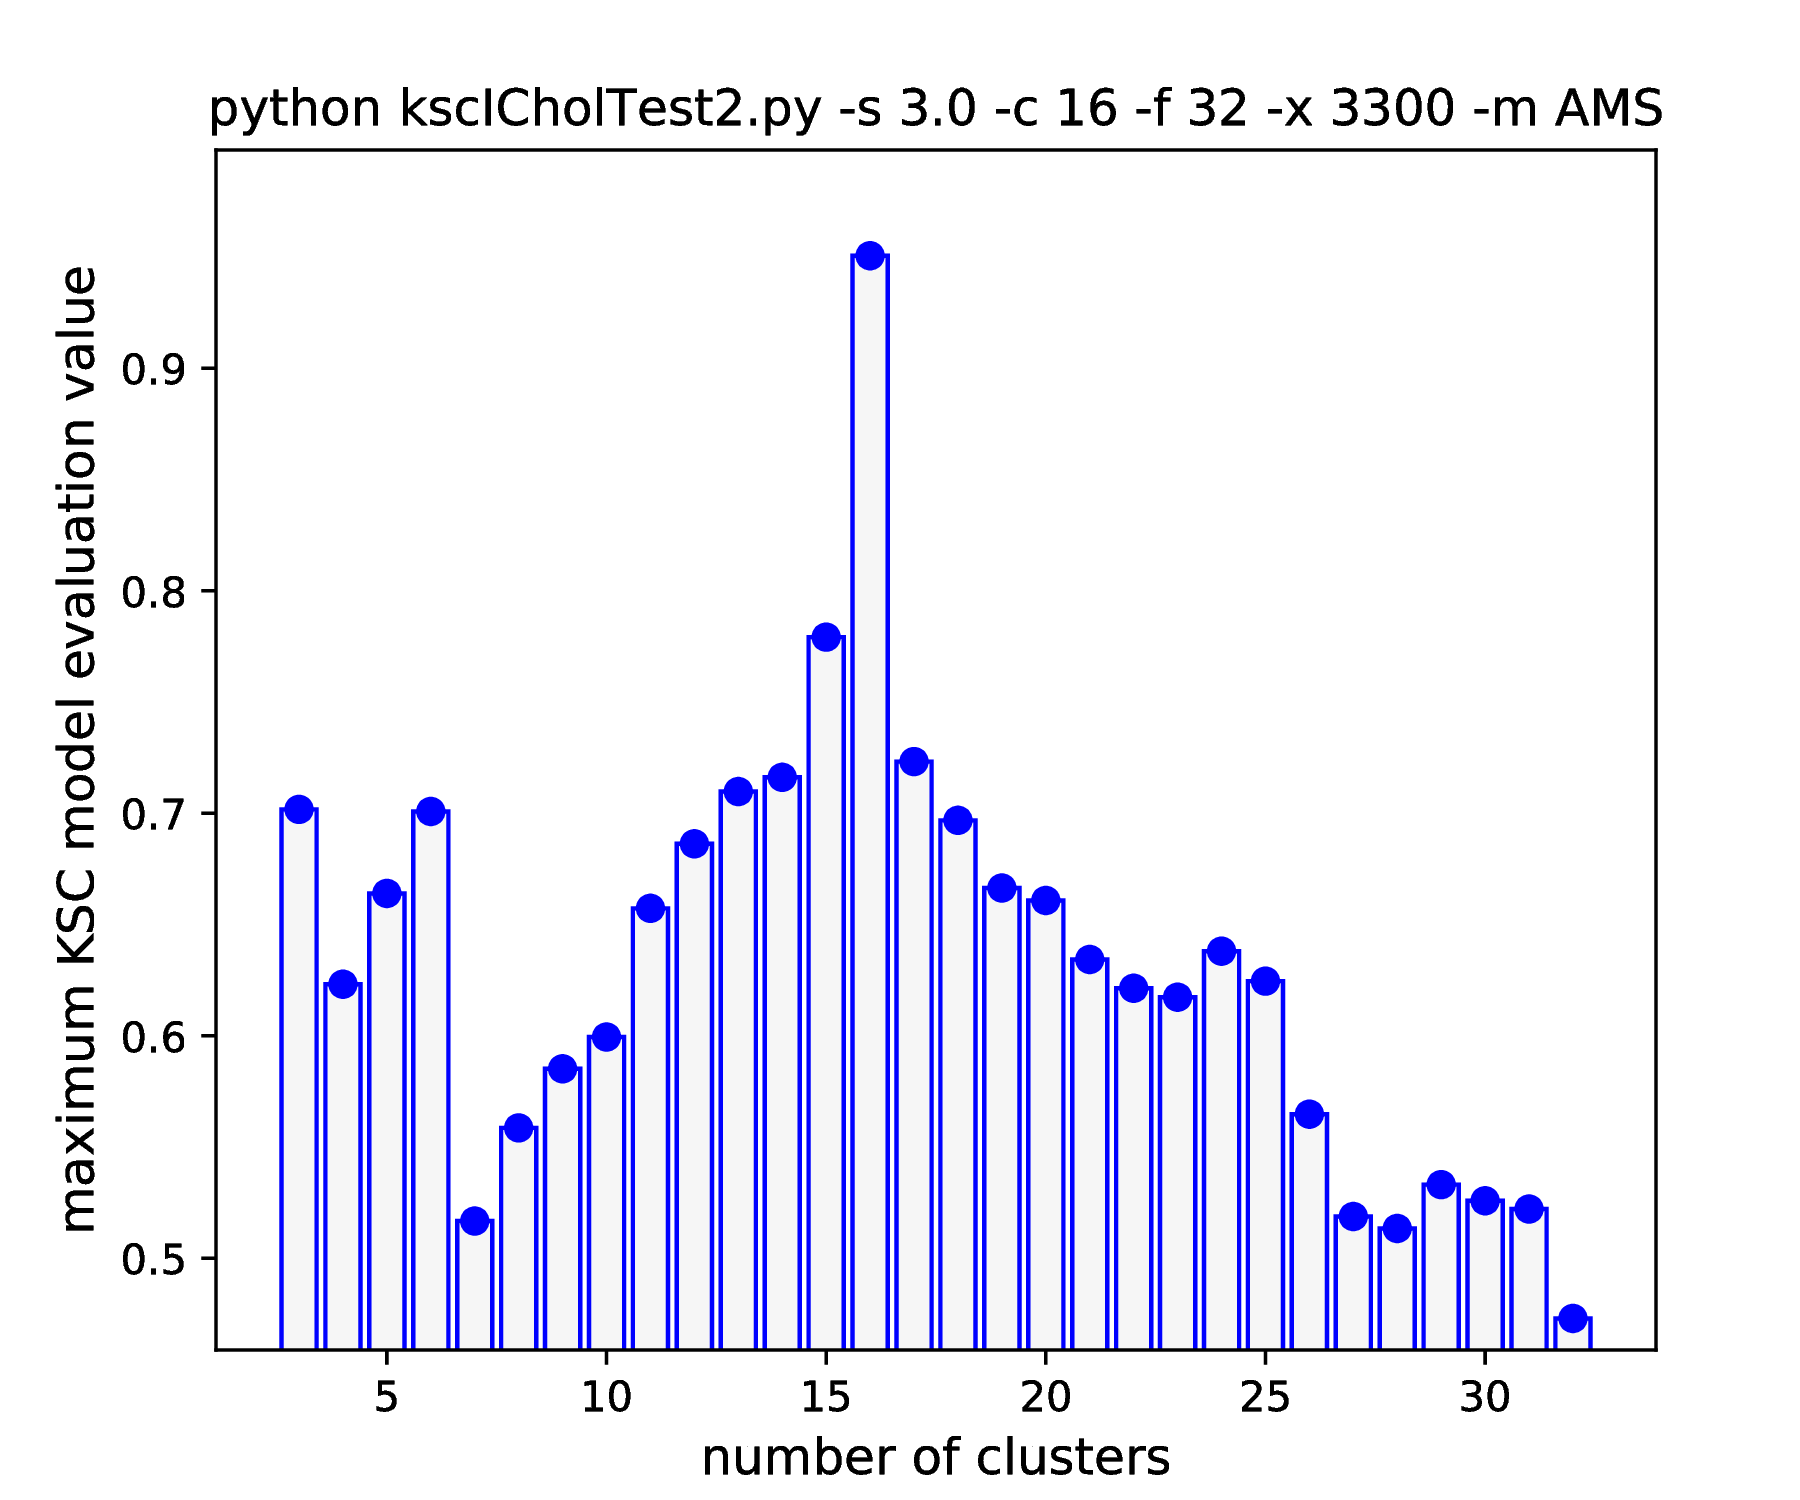 python kscICholTest2.py -s 3.0 -c 16 -f 32 -x 3300 -m AMS
maximum KSC model evaluation value
0.9
0.8
0.7
0.6
0.5
5 10 15 20 25 30
number of clusters